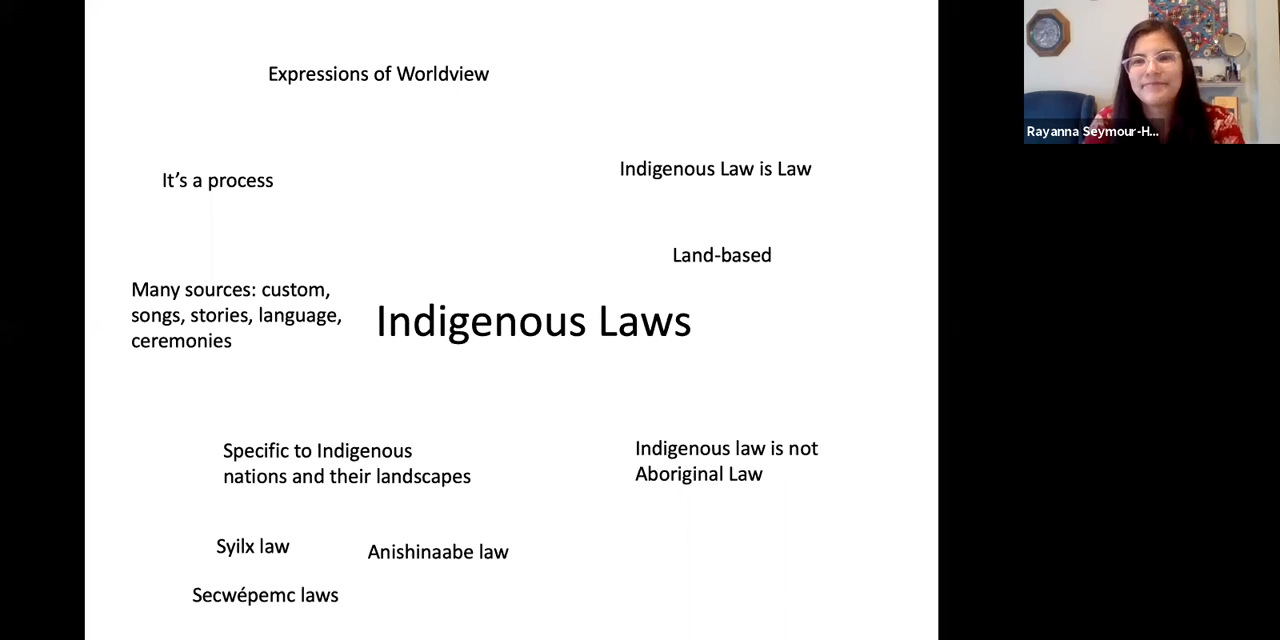 Expressions of Worldview
It's a process
Indigenous Law is Law
Land-based
Many sources: custom,
songs, stories, language,
ceremonies
Indigenous Laws
Specific to Indigenous
nations and their landscapes
Indigenous law is not
Aboriginal Law
Syilx law
Anishinaabe law
Secwépemc laws
Rayanna Seymour-H...